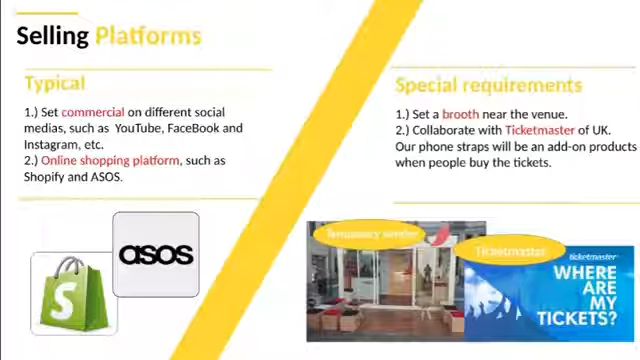 Selling Platforms
Typical
1.) Set commercial on different social
medias, such as YouTube, FaceBook and
Instagram, etc.
2.) Online shopping platform, such as
Shopify and ASOS.
asos
S
Special requirements
1.) Set a brooth near the venue.
2.) Collaborate with Ticketmaster of UK.
Our phone straps will be an add-on products
when people buy the tickets.
Temporary vendor
Ticketmaster
ticketmaster
WHERE
ARE
MY
TICKETS?